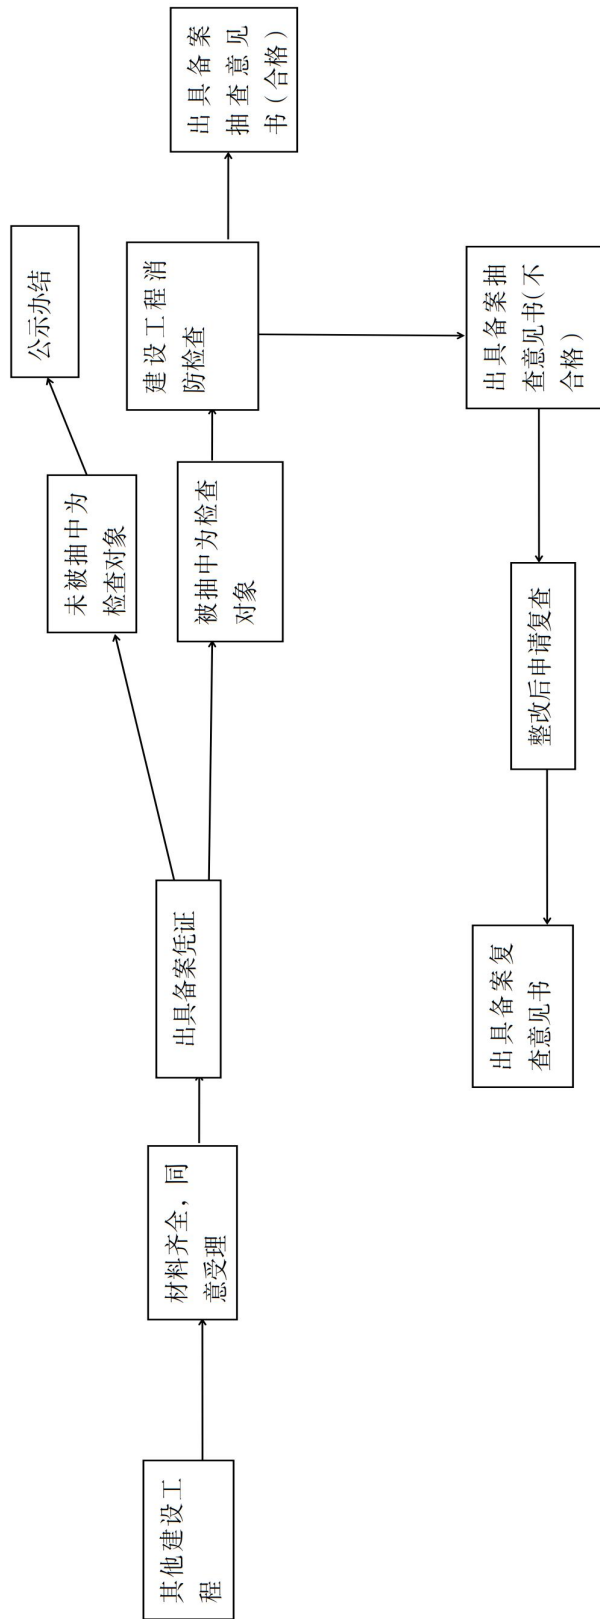 其他建设工
程
材料齐全，同
意受理
出具备案凭证
未被抽中为
检查对象
公示办结
被抽中为检查
对象
建设工程消
防检查
出具备案
抽查意见
书（合格）
出具备案抽
查意见书(不
合格）
整改后申请复查
出具备案复
查意见书